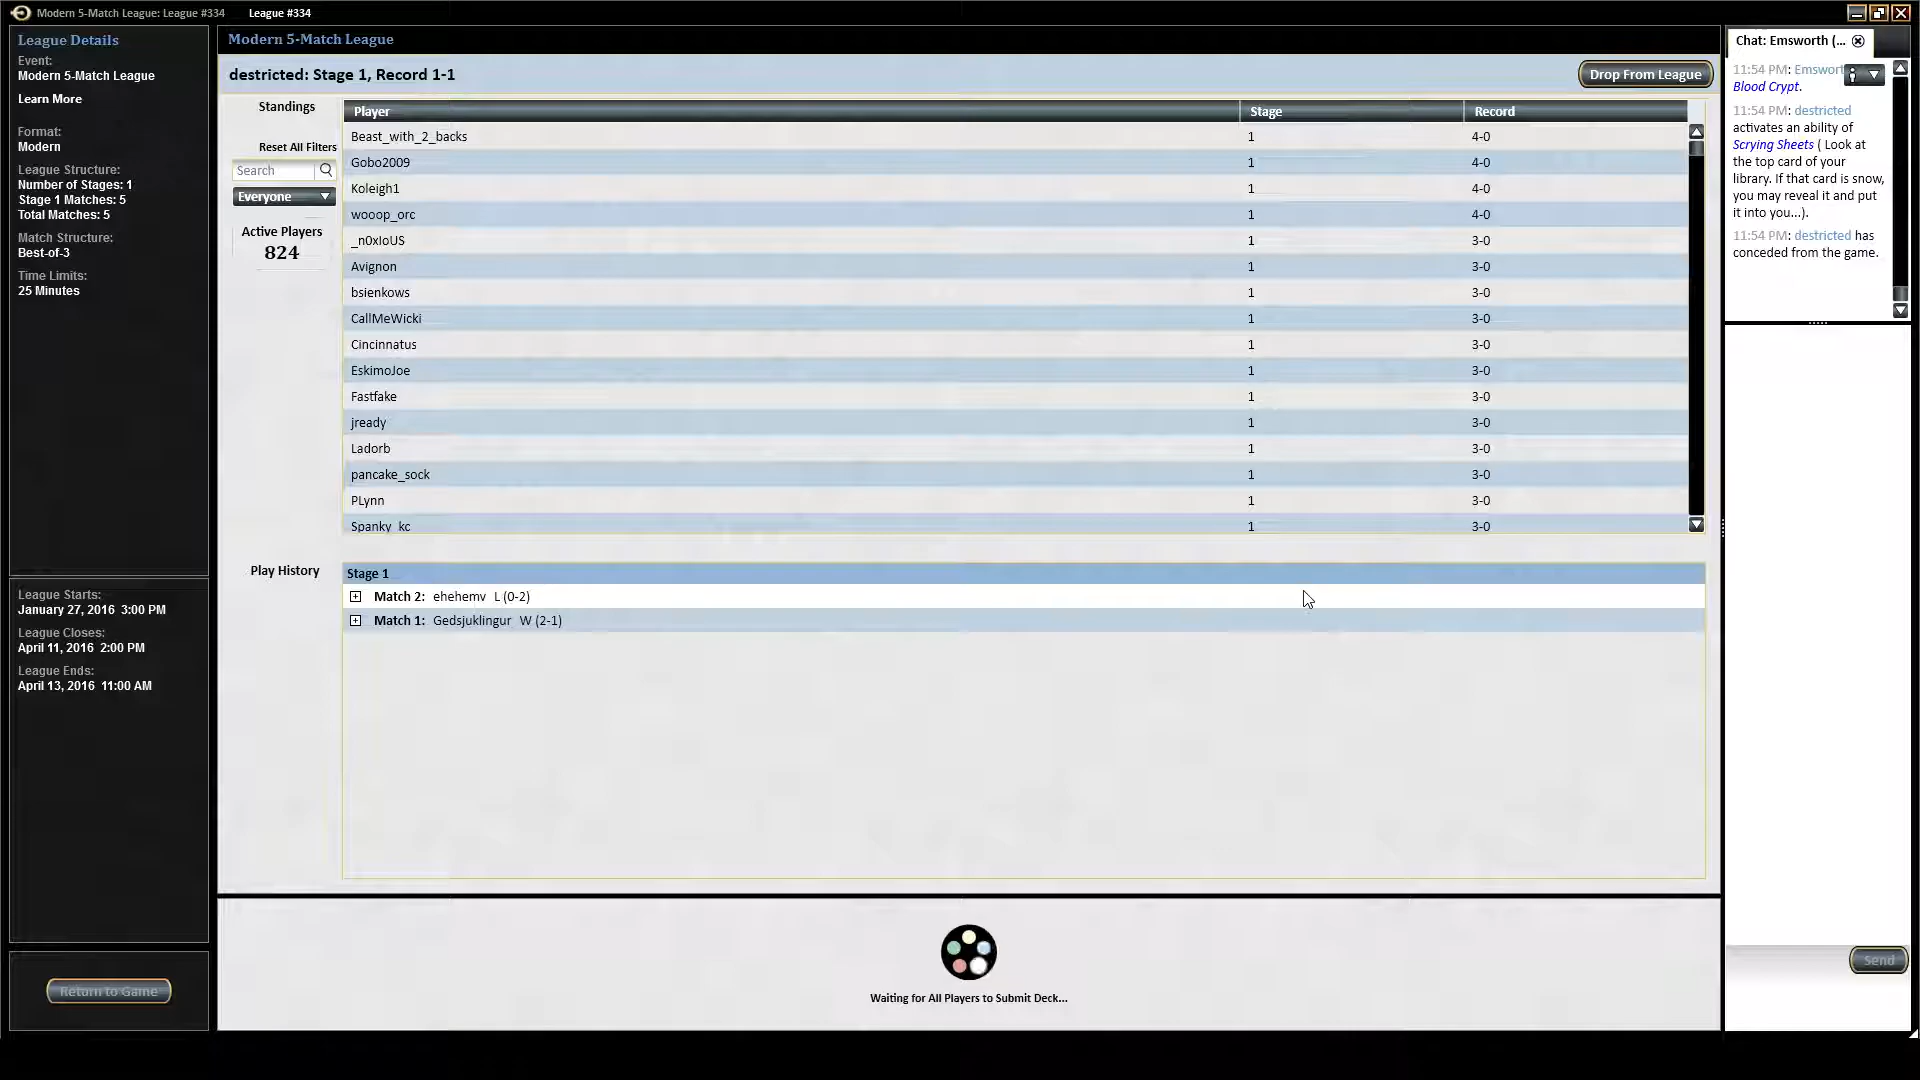 Modern 5-Match League: League #334 League #334
League Details
Event:
Modern 5-Match League
Learn More
Format:
Modern
League Structure:
Number of Stages: 1
Stage 1 Matches: 5
Total Matches: 5
Match Structure:
Best-of-3
Time Limits:
25 Minutes
League Starts:
January 27, 2016 3:00 PM
League Closes:
April 11, 2016 2:00 PM
League Ends:
April 13, 2016 11:00 AM
Return to Game
Modern 5-Match League
destricted: Stage 1, Record 1-1
Drop From League
Standings
Reset All Filters
Search
Everyone
Active Players
824
Player Stage Record
Beast_with_2_backs 1 4-0
Gobo2009 1 4-0
Koleigh1 1 4-0
wooop_orc 1 4-0
_n0xIoUS 1 3-0
Avignon 1 3-0
bsienkows 1 3-0
CallMeWicki 1 3-0
Cincinnatus 1 3-0
EskimoJoe 1 3-0
Fastfake 1 3-0
jready 1 3-0
Ladorb 1 3-0
pancake_sock 1 3-0
PLynn 1 3-0
Spanky_kc 1 3-0
Play History
Stage 1
Match 2: ehehemv L (0-2)
Match 1: Gedsjuklingur W (2-1)
Waiting for All Players to Submit Deck...
Chat: Emsworth (...
11:54 PM: Emswort
Blood Crypt.
11:54 PM: destricted
activates an ability of
Scrying Sheets ( Look at
the top card of your
library. If that card is snow,
you may reveal it and put
it into you...).
11:54 PM: destricted has
conceded from the game.
Send